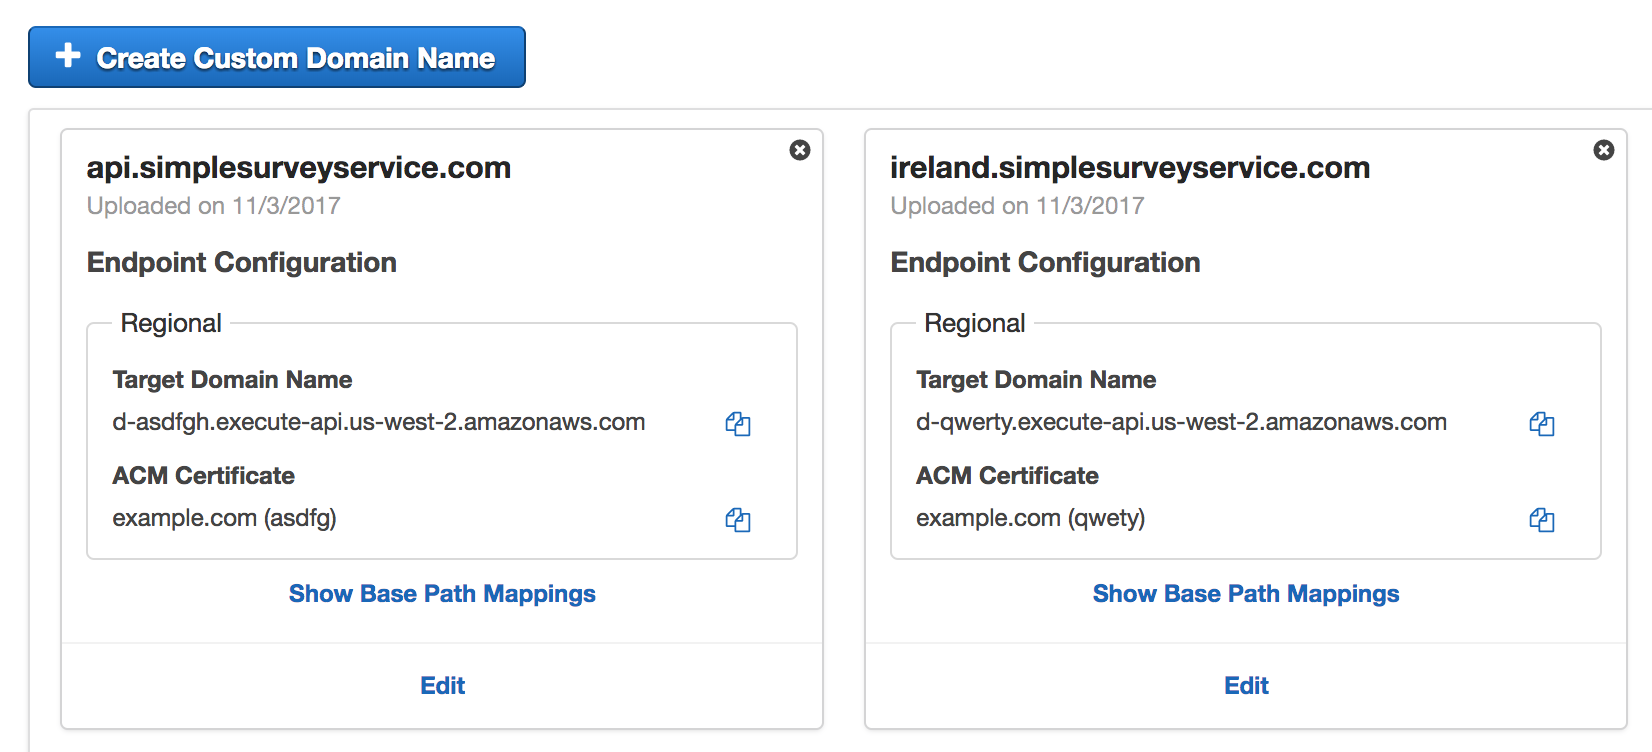 Create Custom Domain Name
api.simplesurveyservice.com
Uploaded on 11/3/2017
Endpoint Configuration
Regional
Target Domain Name
d-asdfgh.execute-api.us-west-2.amazonaws.com
ACM Certificate
example.com (asdfg)
Show Base Path Mappings
Edit
ireland.simplesurveyservice.com
Uploaded on 11/3/2017
Endpoint Configuration
Regional
Target Domain Name
d-qwerty.execute-api.us-west-2.amazonaws.com
ACM Certificate
example.com (qwety)
Show Base Path Mappings
Edit